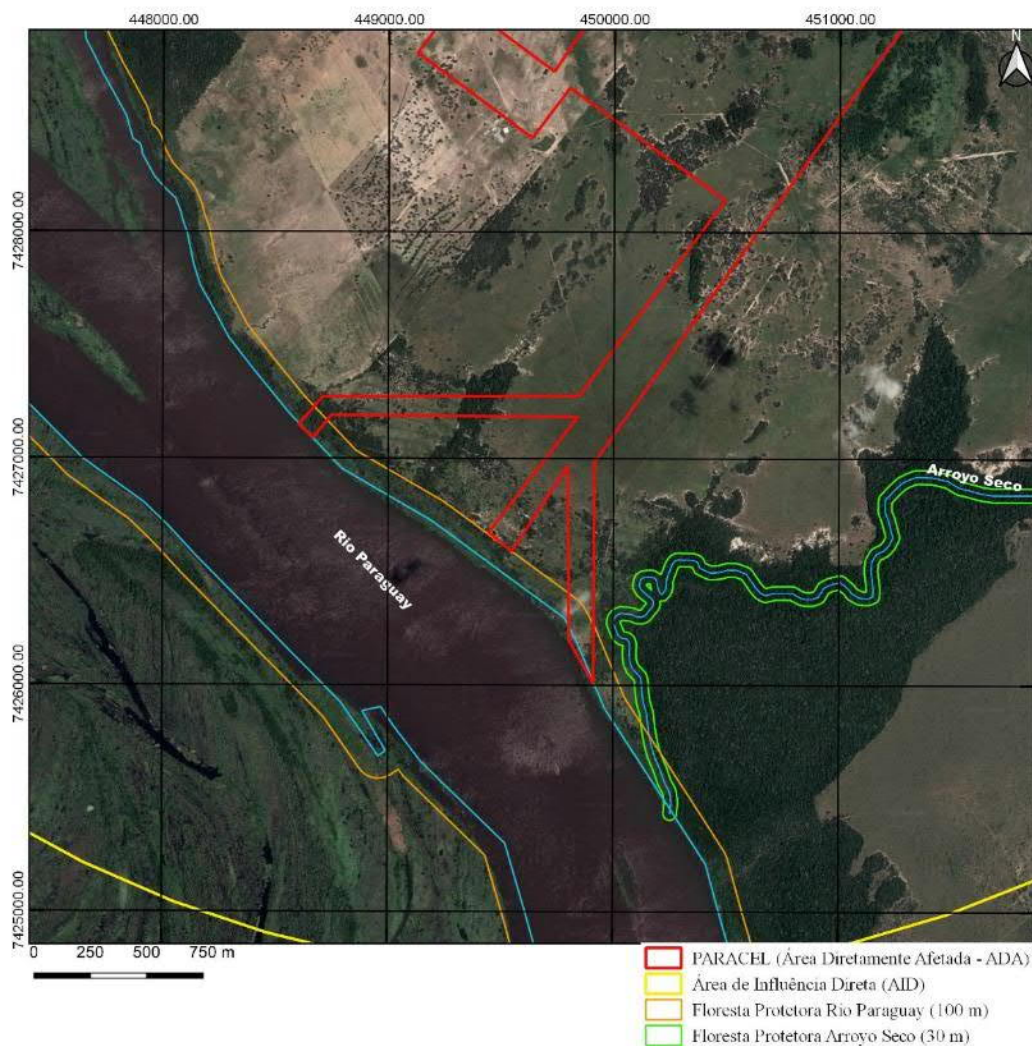 448000.00 449000.00 450000.00 451000.00
N
7428000.00
7427000.00
7426000.00
7425000.00
Arroyo Seco
Rio Paraguay
0 250 500 750 m
PARACEL (Área Diretamente Afetada - ADA)
Área de Influência Direta (AID)
Floresta Protetora Rio Paraguay (100 m)
Floresta Protetora Arroyo Seco (30 m)